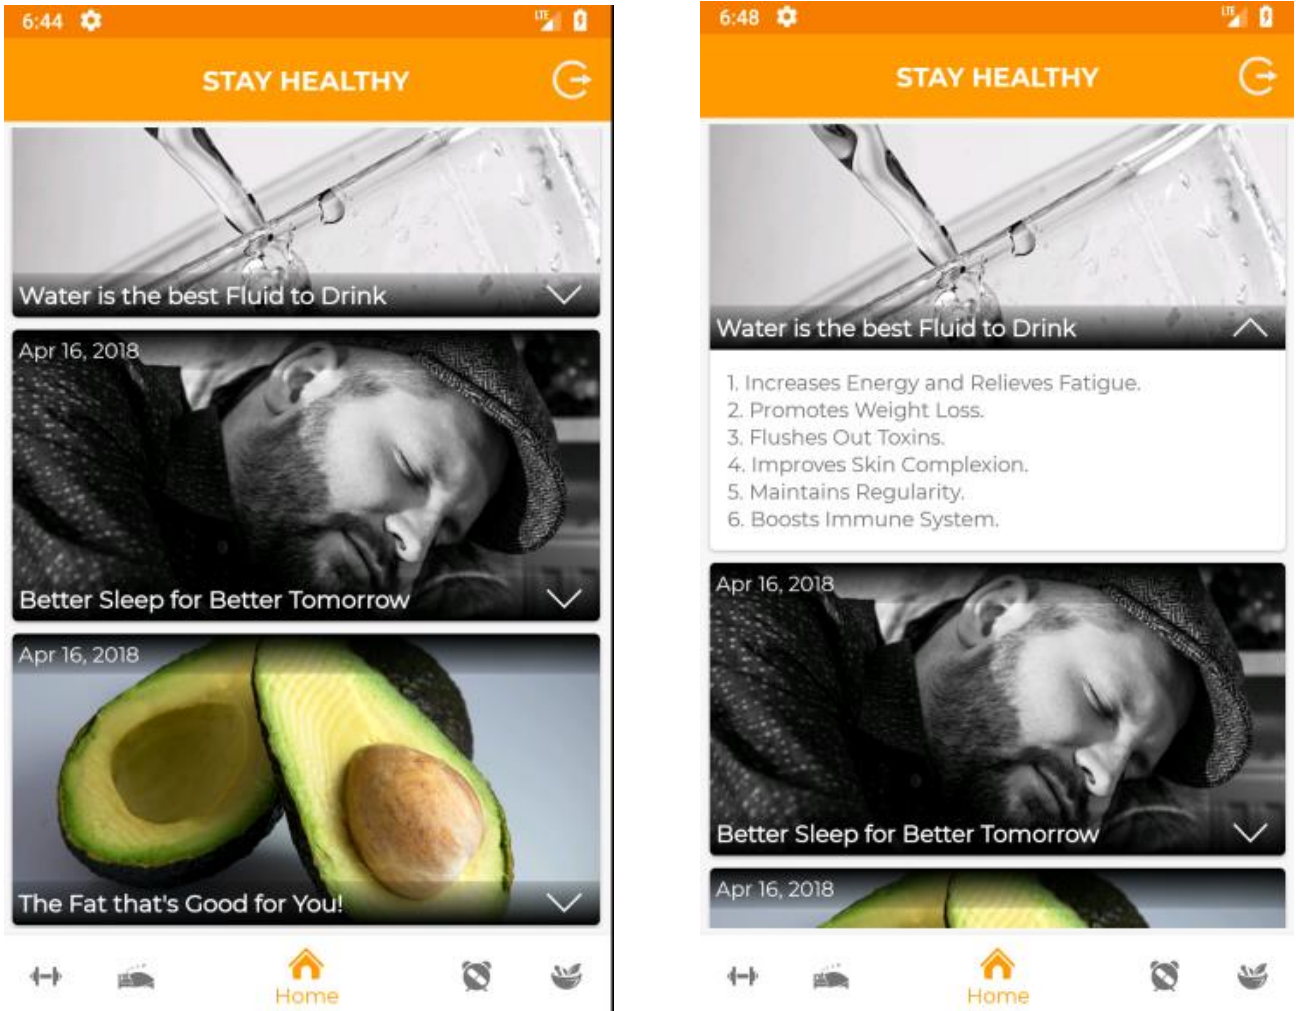 6:44
LTE
STAY HEALTHY
Water is the best Fluid to Drink
Apr 16, 2018
Better Sleep for Better Tomorrow
Apr 16, 2018
The Fat that's Good for You!
Home
6:48
LTE
STAY HEALTHY
Water is the best Fluid to Drink
1. Increases Energy and Relieves Fatigue.
2. Promotes Weight Loss.
3. Flushes Out Toxins.
4. Improves Skin Complexion.
5. Maintains Regularity.
6. Boosts Immune System.
Apr 16, 2018
Better Sleep for Better Tomorrow
Apr 16, 2018
Home